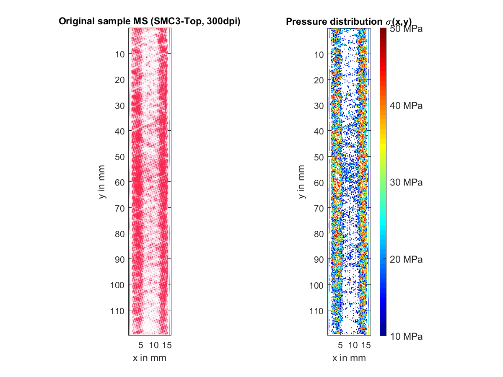 Original sample MS (SMC3-Top, 300dpi)
10
20
30
40
50
60
70
80
90
100
110
y in mm
5 10 15
x in mm
Pressure distribution σ(x,y)
10
20
30
40
50
60
70
80
90
100
110
y in mm
5 10 15
x in mm
50 MPa
40 MPa
30 MPa
20 MPa
10 MPa